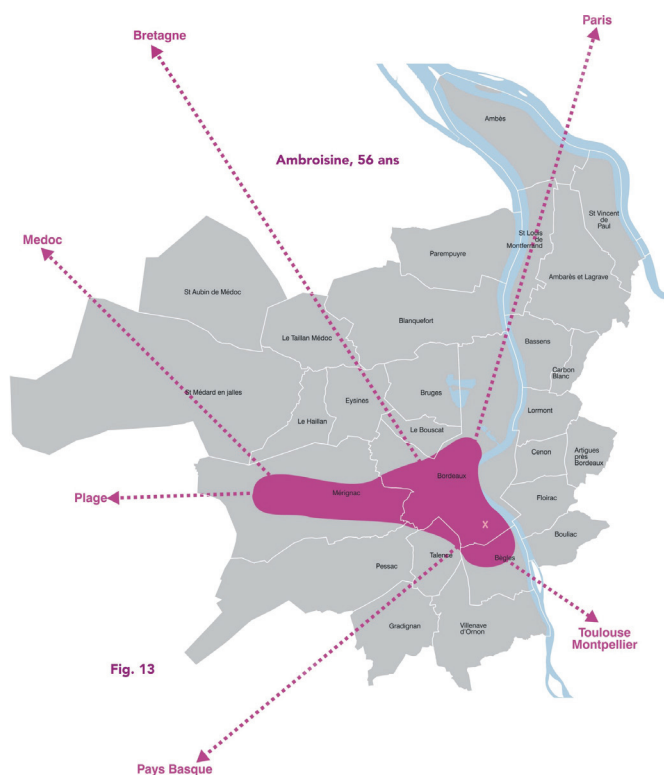 Bretagne
Paris
Ambès
Ambroisine, 56 ans
St Vincent
de
Paul
St Louis
de
Montferrand
Medoc
Parempuyre
Ambarès et Lagrave
St Aubin de Médoc
Blanquefort
Le Taillan Médoc
Bassens
Carbon
Blanc
St Médard en jalles
Eysines
Bruges
Lormont
Le Haillan
Le Bouscat
Cenon
Artigues
près
Bordeaux
Bordeaux
Plage
Mérignac
Floirac
X
Bouliac
Talence
Bègles
Pessac
Gradignan
Villenave
d'Ornon
Toulouse
Montpellier
Fig. 13
Pays Basque